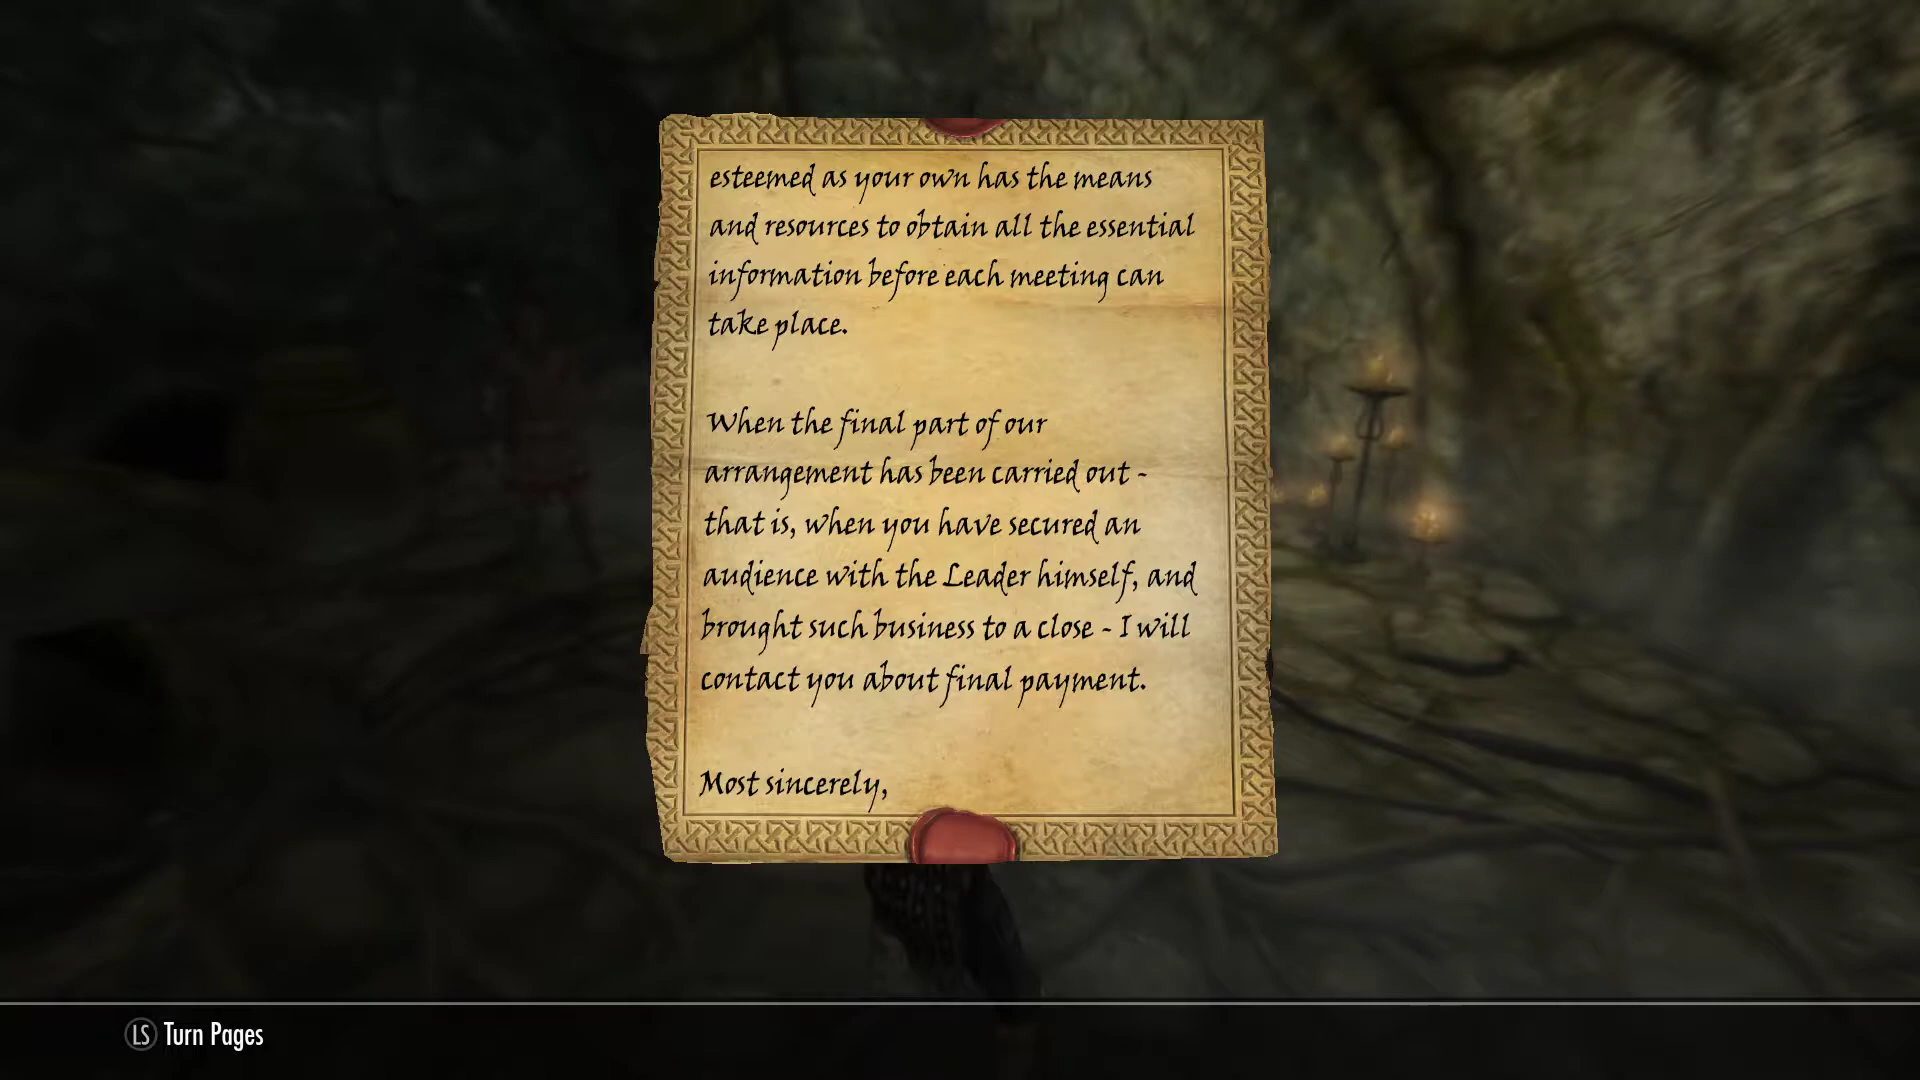 esteemed as your own has the means
and resources to obtain all the essential
information before each meeting can
take place.
When the final part of our
arrangement has been carried out -
that is, when you have secured an
audience with the Leader himself, and
brought such business to a close - I will
contact you about final payment.
Most sincerely,
LS Turn Pages